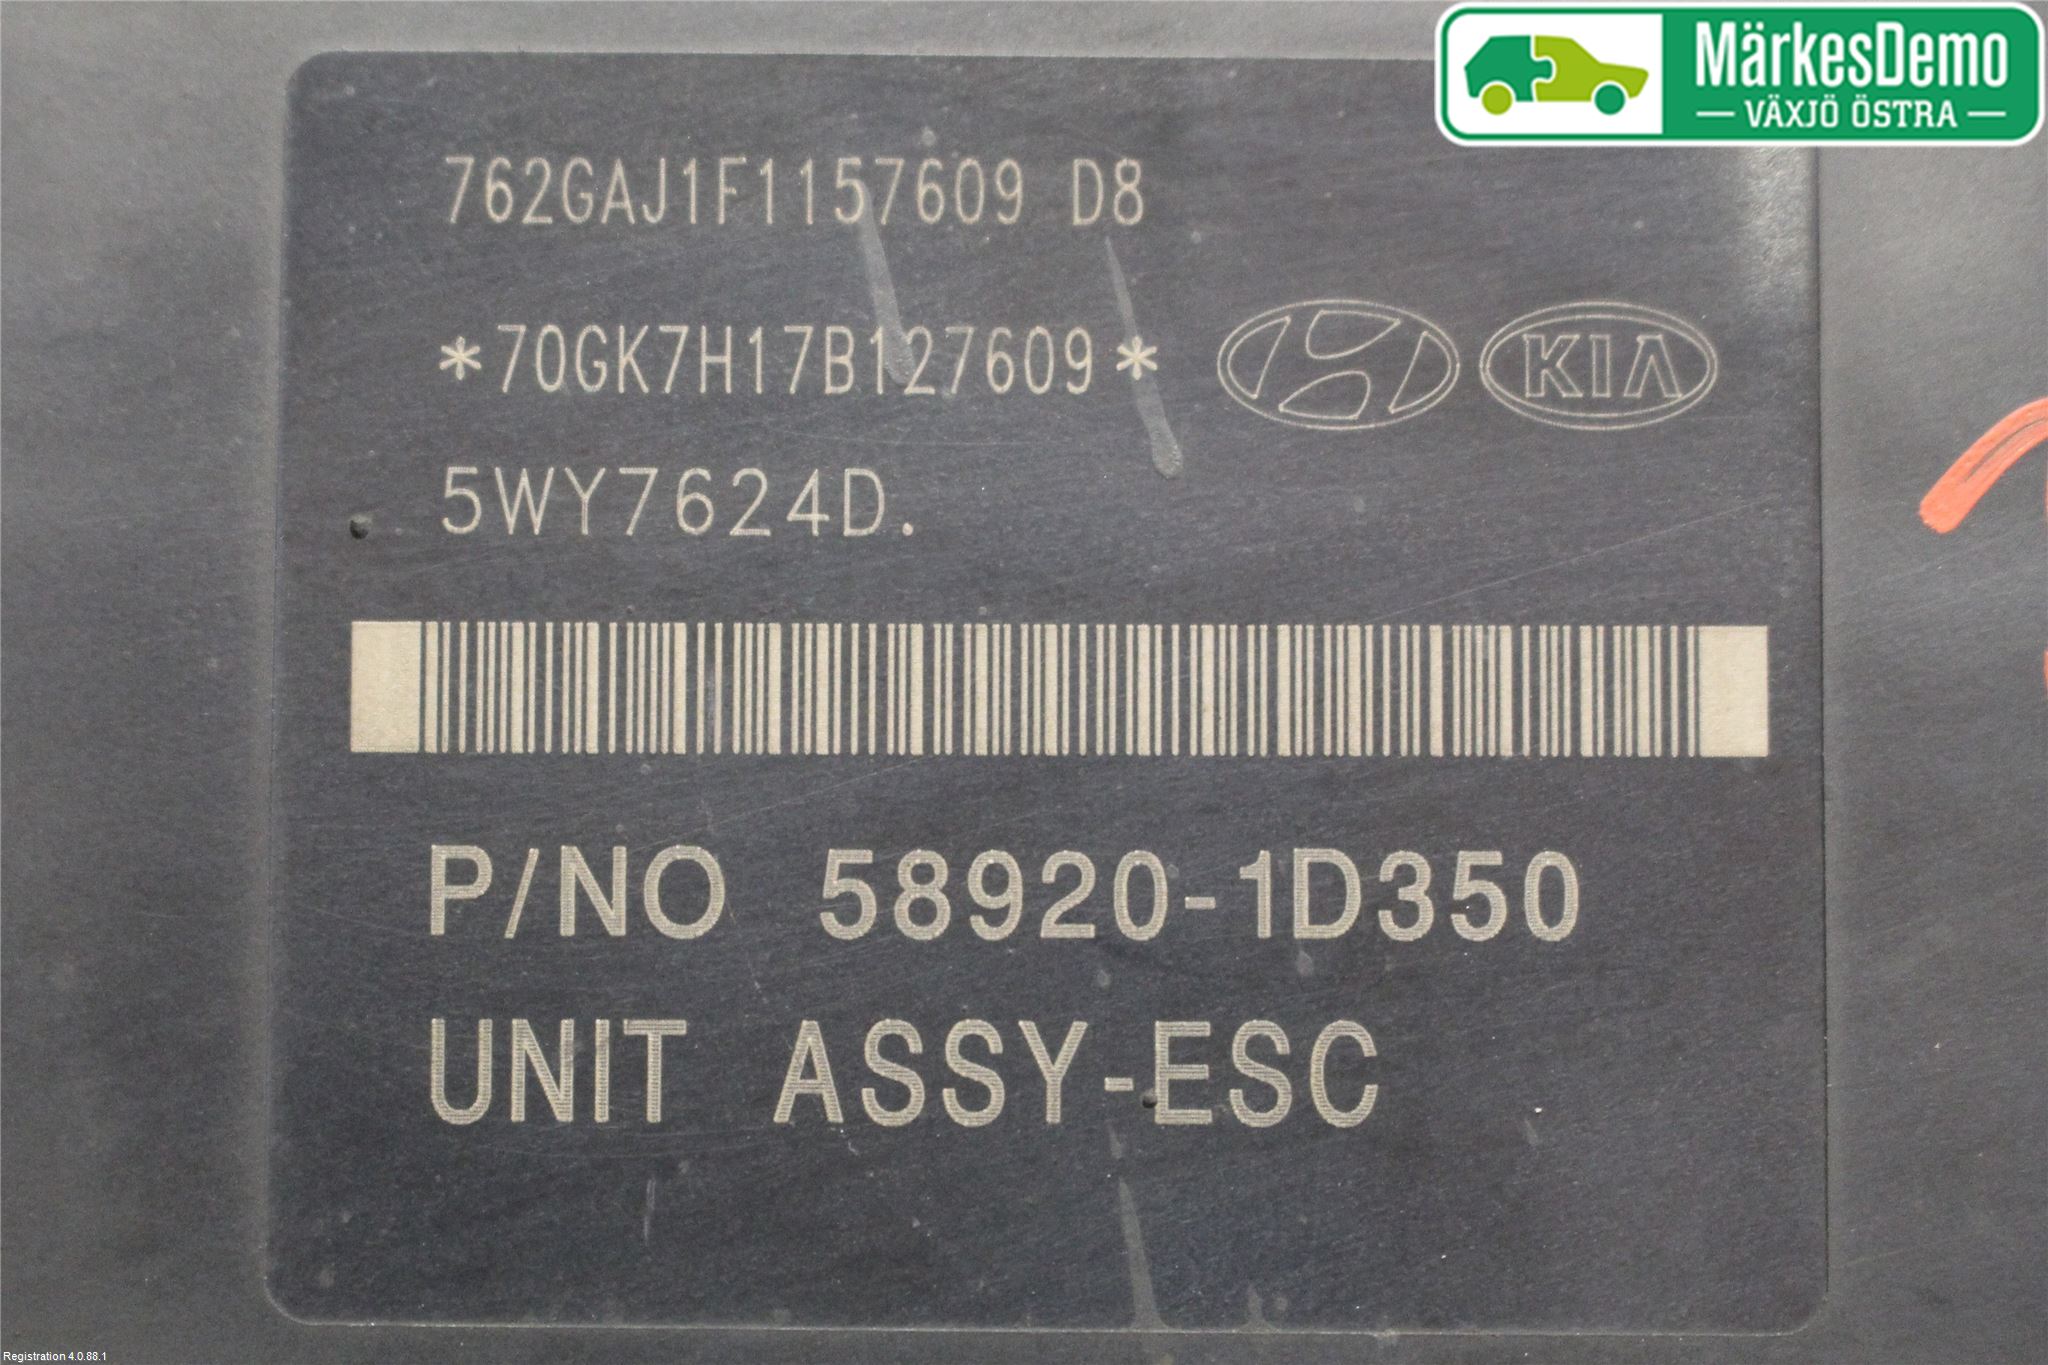 MärkesDemo
VÄXJÖ ÖSTRA
762GAJ1F1157609 D8
*70GK7H17B127609*
KIA
5WY7624D.
P/NO 58920-1D350
UNIT ASSY-ESC
Registration 4.0.88.1